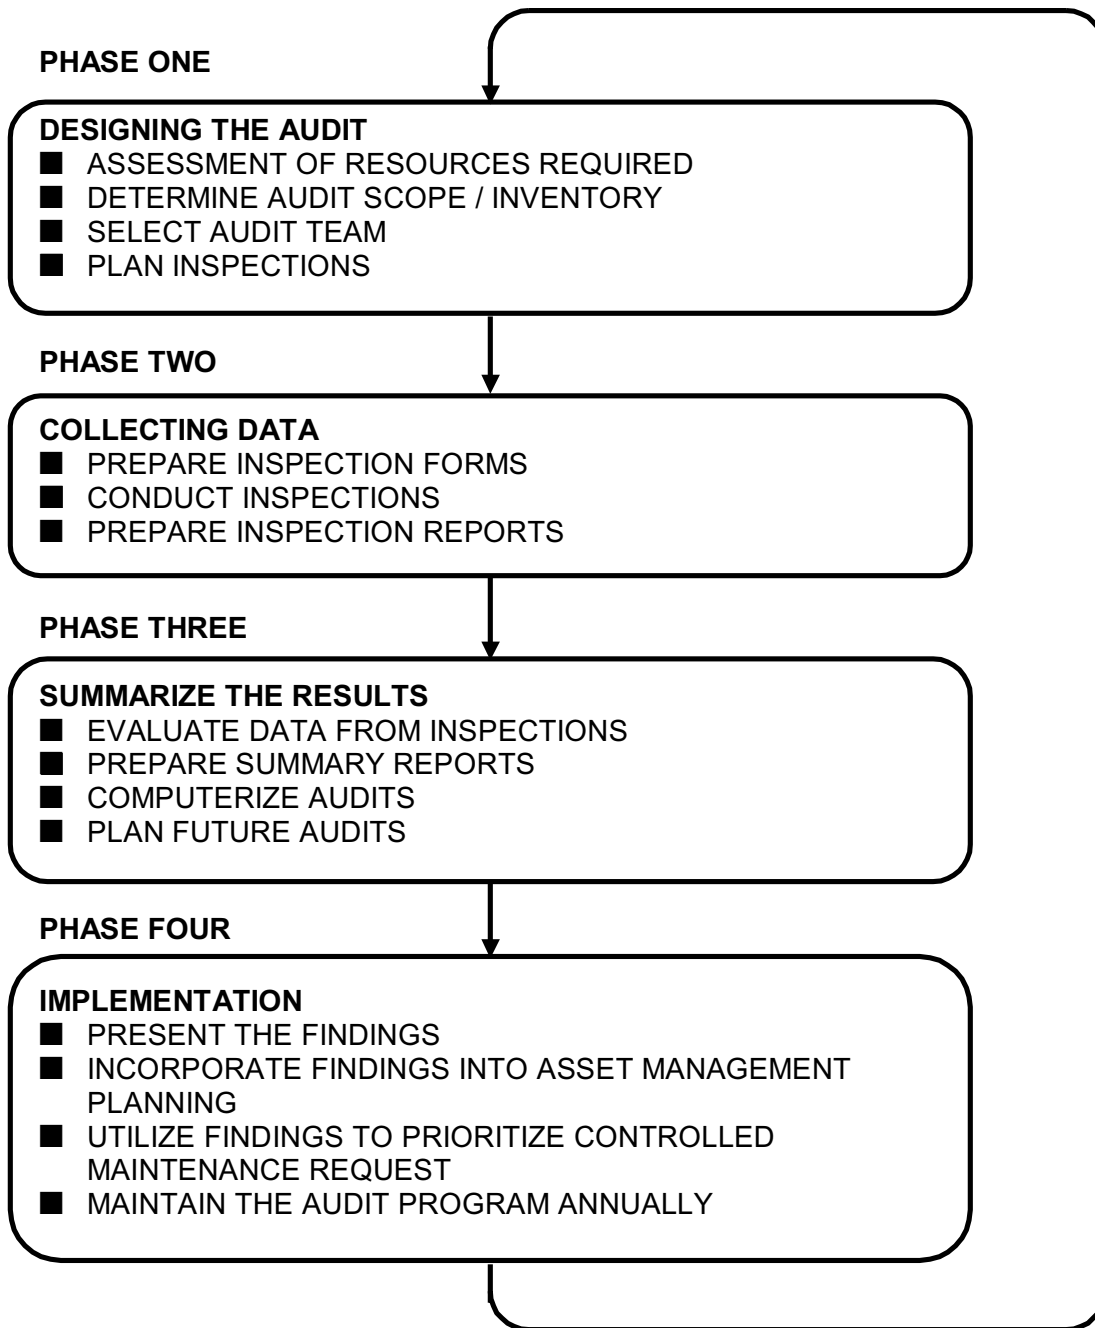 PHASE ONE
DESIGNING THE AUDIT
■ ASSESSMENT OF RESOURCES REQUIRED
■ DETERMINE AUDIT SCOPE / INVENTORY
■ SELECT AUDIT TEAM
■ PLAN INSPECTIONS
PHASE TWO
COLLECTING DATA
■ PREPARE INSPECTION FORMS
■ CONDUCT INSPECTIONS
■ PREPARE INSPECTION REPORTS
PHASE THREE
SUMMARIZE THE RESULTS
■ EVALUATE DATA FROM INSPECTIONS
■ PREPARE SUMMARY REPORTS
■ COMPUTERIZE AUDITS
■ PLAN FUTURE AUDITS
PHASE FOUR
IMPLEMENTATION
■ PRESENT THE FINDINGS
■ INCORPORATE FINDINGS INTO ASSET MANAGEMENT
PLANNING
■ UTILIZE FINDINGS TO PRIORITIZE CONTROLLED
MAINTENANCE REQUEST
■ MAINTAIN THE AUDIT PROGRAM ANNUALLY